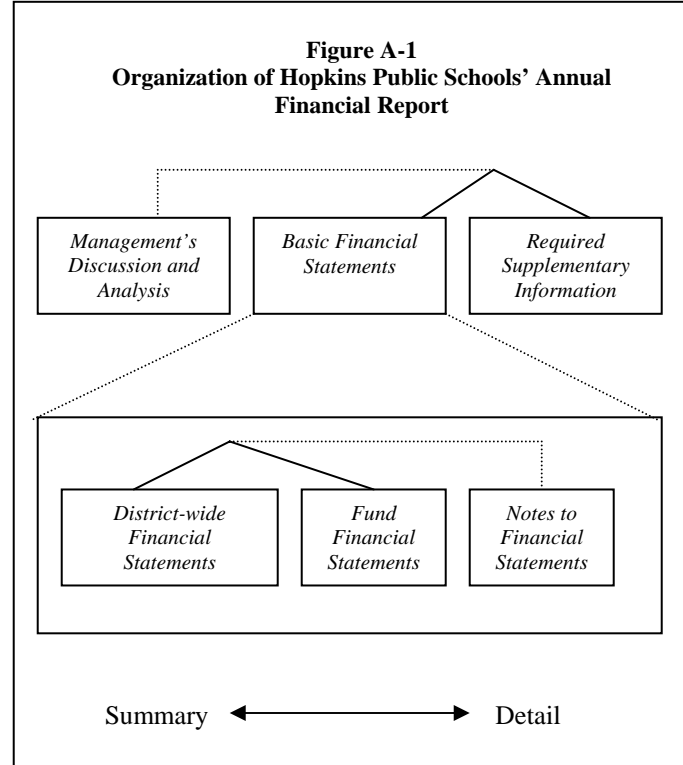 Figure A-1
Organization of Hopkins Public Schools’ Annual
Financial Report
Management’s
Discussion and
Analysis
Basic Financial
Statements
Required
Supplementary
Information
District-wide
Financial
Statements
Fund
Financial
Statements
Notes to
Financial
Statements
Summary
Detail